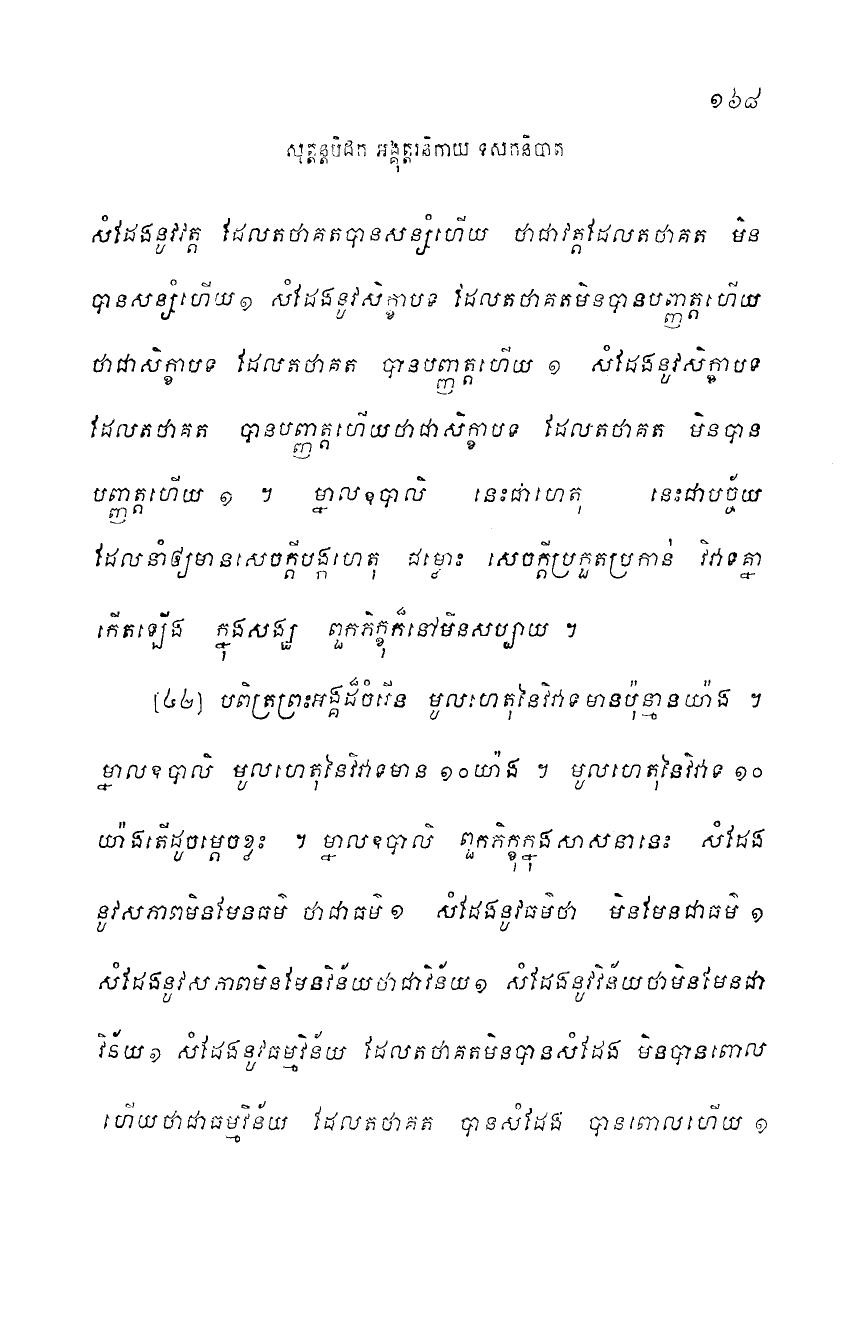 ១៦៨
សុត្តន្តបិដក អង្គុត្តរនិកាយ ទសកនិបាត
សំដែងនូវវត្ត ដែលតថាគតបានសន្សំហើយ ថាជាវត្តដែលតថាគត មិន
បានសន្សំហើយ១ សំដែងនូវសិក្ខាបទ ដែលតថាគតមិនបានបញ្ញត្តហើយ
ថាជាសិក្ខាបទ ដែលតថាគត បានបញ្ញត្តហើយ ១ សំដែងនូវសិក្ខាបទ
ដែលតថាគត បានបញ្ញត្តហើយថាជាសិក្ខាបទ ដែលតថាគត មិនបាន
បញ្ញត្តហើយ ១ ។ ម្នាលឧបាលិ នេះជាហេតុ នេះជាបច្ច័យ
ដែលនាំឲ្យមានសេចក្តីបង្កហេតុ ឈ្មោះ សេចក្តីប្រកួតប្រកាន់ វិវាទគ្នា
កើតឡើង ក្នុងសង្ឃ ពួកភិក្ខុក៏នៅមិនសប្បាយ ។
[៤២] បពិត្រព្រះអង្គដ៏ចំរើន មូលហេតុនៃវិវាទមានប៉ុន្មានយ៉ាង ។
ម្នាលឧបាលិ មូលហេតុនៃវិវាទមាន ១០យ៉ាង ។ មូលហេតុនៃវិវាទ ១០
យ៉ាងតើដូចម្តេចខ្លះ ។ ម្នាលឧបាលិ ពួកភិក្ខុក្នុងសាសនានេះ សំដែង
នូវសភាពមិនមែនធម៌ ថាជាធម៌ ១ សំដែងនូវធម៌ថា មិនមែនជាធម៌ ១
សំដែងនូវសភាពមិនមែនវិន័យថាជាវិន័យ១ សំដែងនូវវិន័យថាមិនមែនជា
វិន័យ១ សំដែងនូវធម្មវិន័យ ដែលតថាគតមិនបានសំដែង មិនបានពោល
ហើយថាជាធម្មវិន័យ ដែលតថាគត បានសំដែង បានពោលហើយ ១